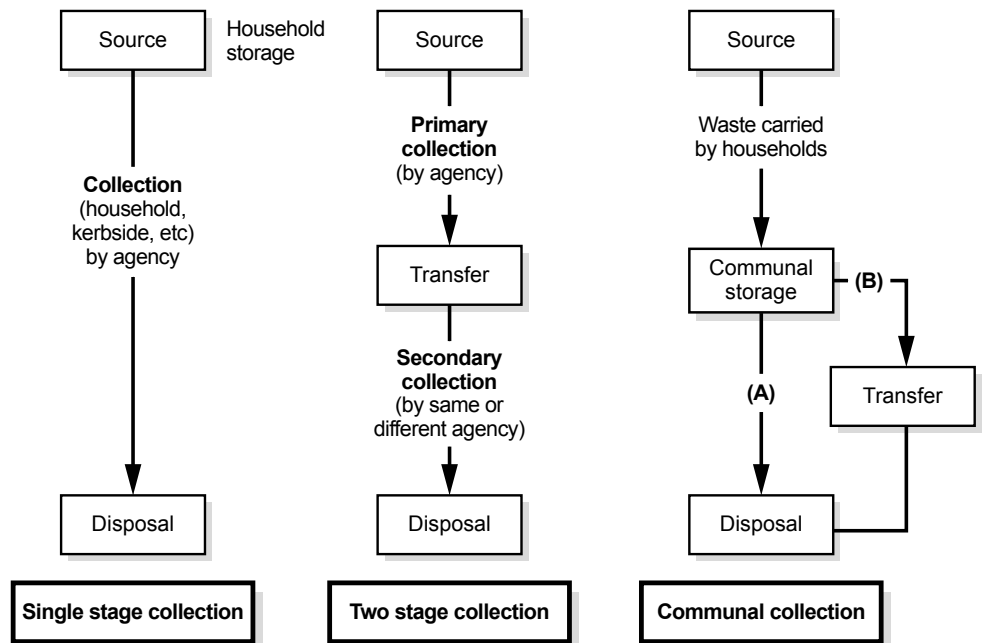 Source
Household
storage
Collection
(household,
kerbside, etc)
by agency
Disposal
Single stage collection
Source
Primary
collection
(by agency)
Transfer
Secondary
collection
(by same or
different agency)
Disposal
Two stage collection
Source
Waste carried
by households
Communal
storage
(B)
(A)
Transfer
Disposal
Communal collection